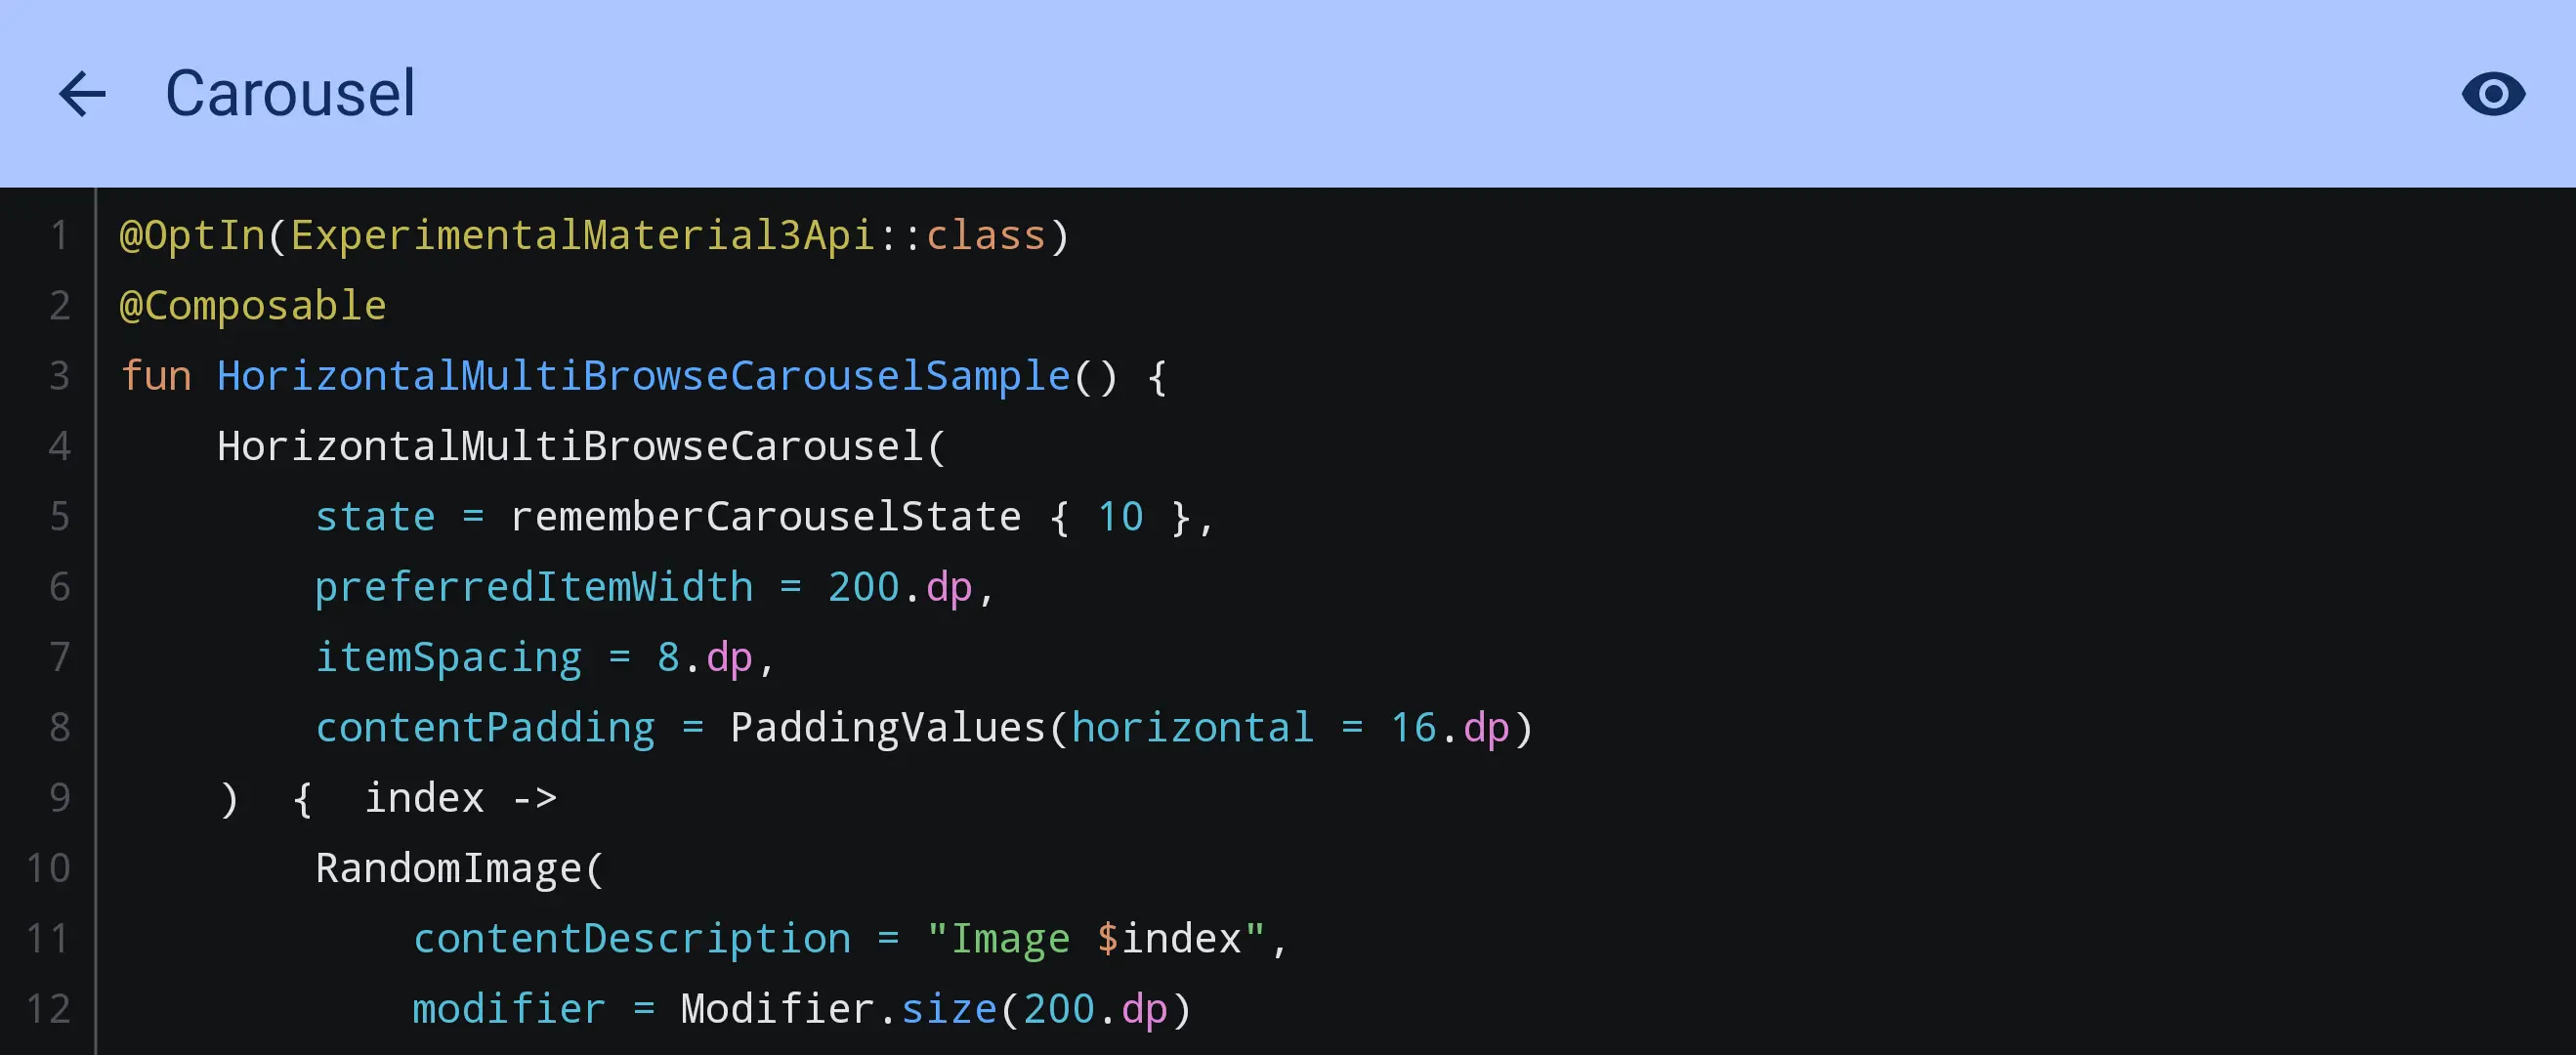 Carousel
1 @OptIn(ExperimentalMaterial3Api::class)
2 @Composable
3 fun HorizontalMultiBrowseCarouselSample() {
4     HorizontalMultiBrowseCarousel(
5         state = rememberCarouselState { 10 },
6         preferredItemWidth = 200.dp,
7         itemSpacing = 8.dp,
8         contentPadding = PaddingValues(horizontal = 16.dp)
9     )  {  index ->
10         RandomImage(
11             contentDescription = "Image $index",
12             modifier = Modifier.size(200.dp)